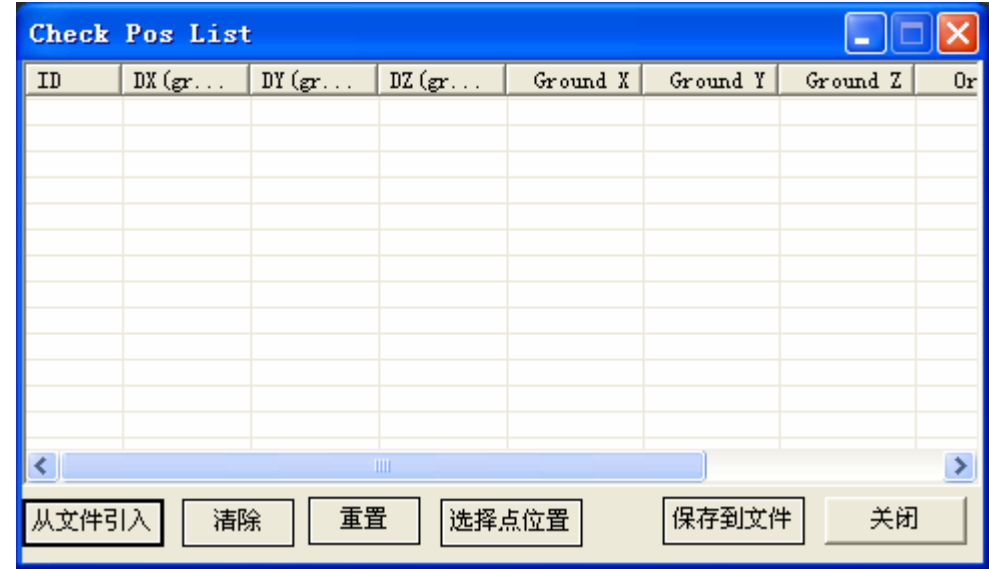 Check Pos List
ID DX(gr... DY(gr... DZ(gr... Ground X Ground Y Ground Z Or
从文件引入 清除 重置 选择点位置 保存到文件 关闭